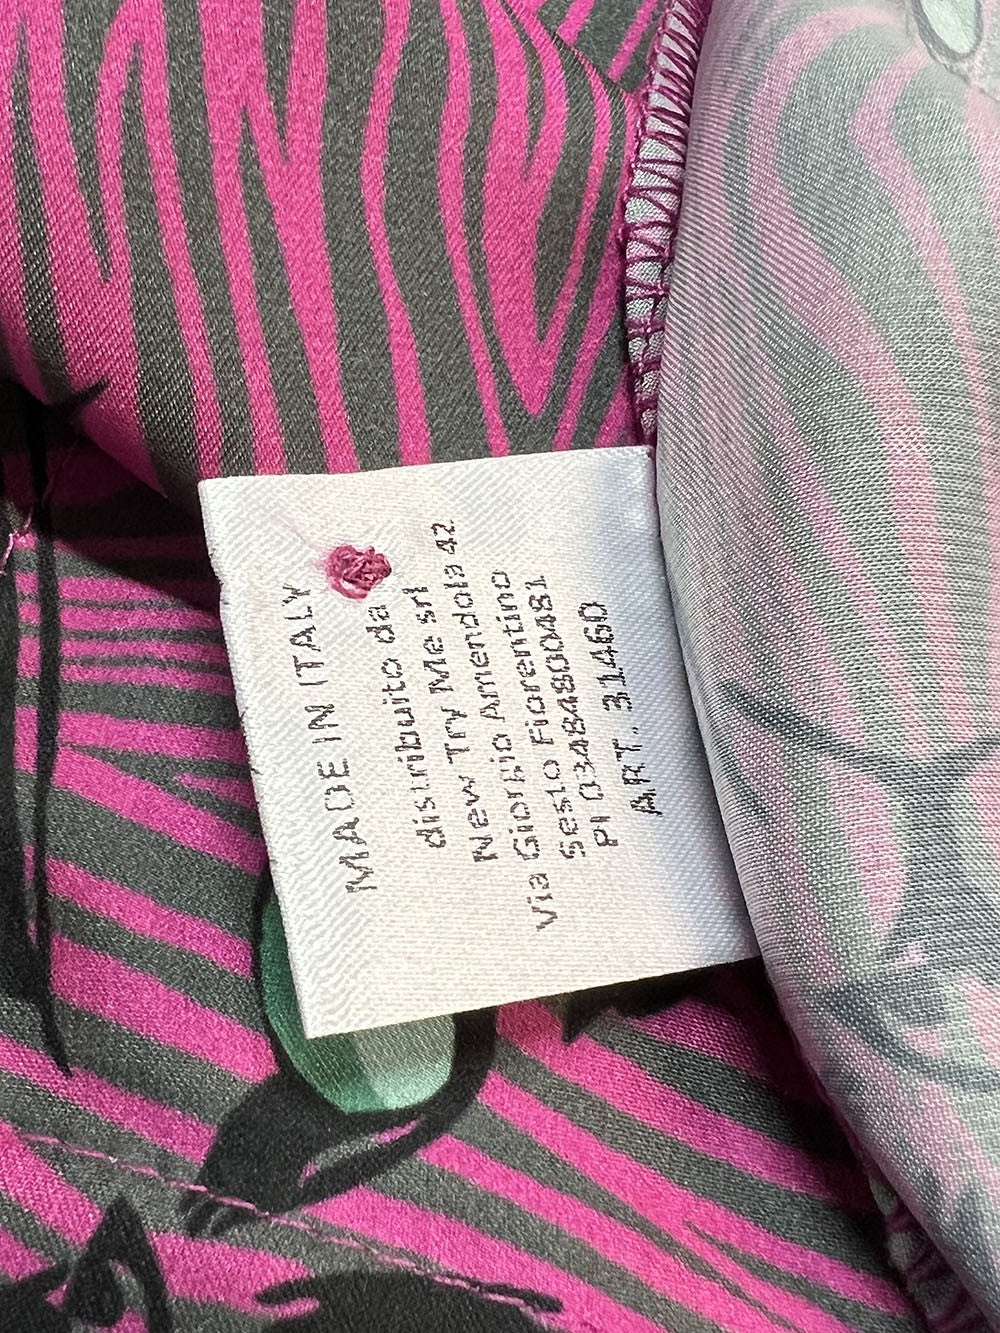 MADE IN ITALY
distribuito da
New Try Me srl
Via Giorgio Amendola 42
Sesto Fiorentino
PI 03484800481
ART. 31460